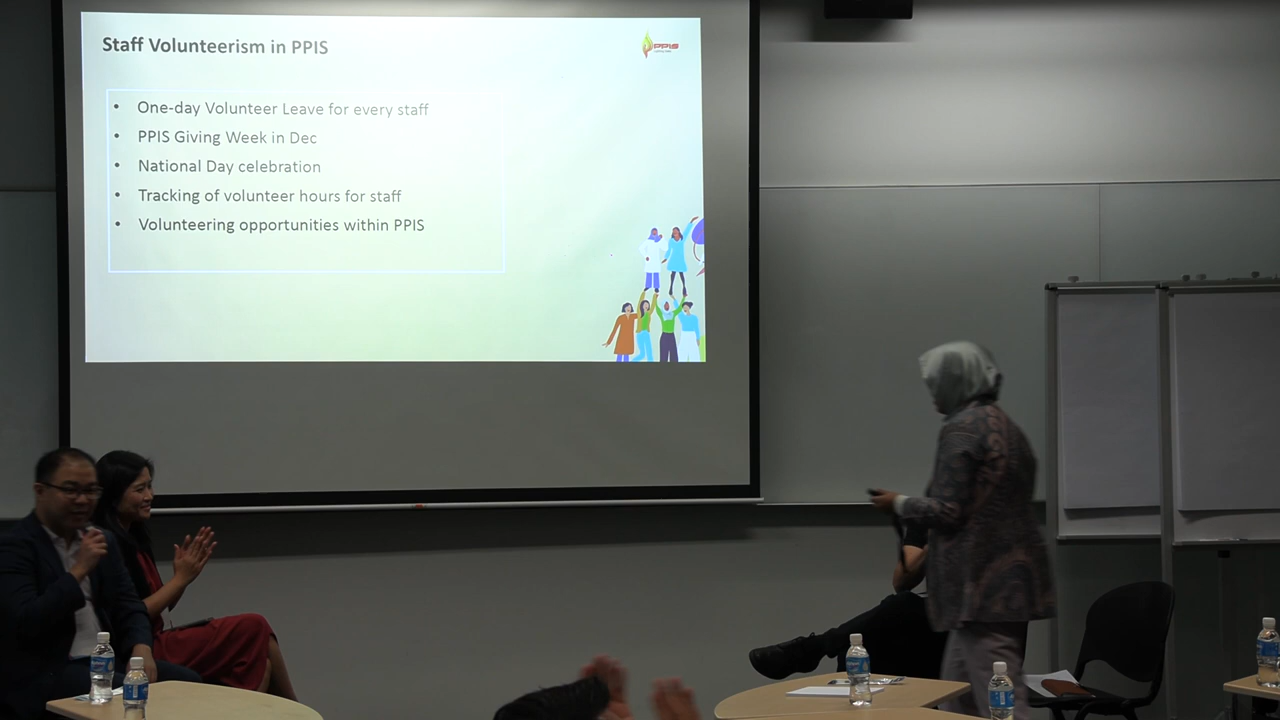 Staff Volunteerism in PPIS
PPIS
• One-day Volunteer Leave for every staff
• PPIS Giving Week in Dec
• National Day celebration
• Tracking of volunteer hours for staff
• Volunteering opportunities within PPIS